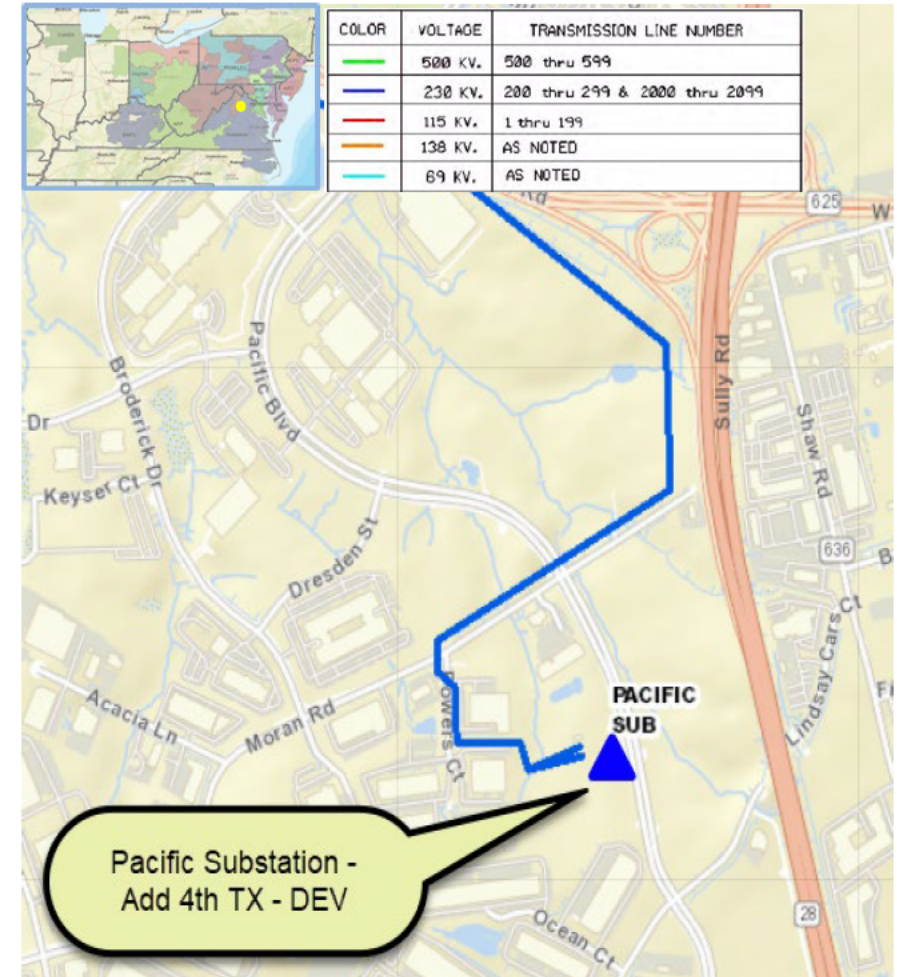 COLOR VOLTAGE TRANSMISSION LINE NUMBER
500 KV. 500 thru 599
230 KV. 200 thru 299 & 2000 thru 2099
115 KV. 1 thru 199
138 KV. AS NOTED
69 KV. AS NOTED
Rd
625
W
Pacific Blvd
Broderick Dr
Sully Rd
Shaw Rd
Dr
Keyser Ct
Dresden St
636
B
Lindsay Cars Ct
PACIFIC
SUB
Acacia Ln
Moran Rd
Powers Ct
Pacific Substation -
Add 4th TX - DEV
Ocean Ct
28